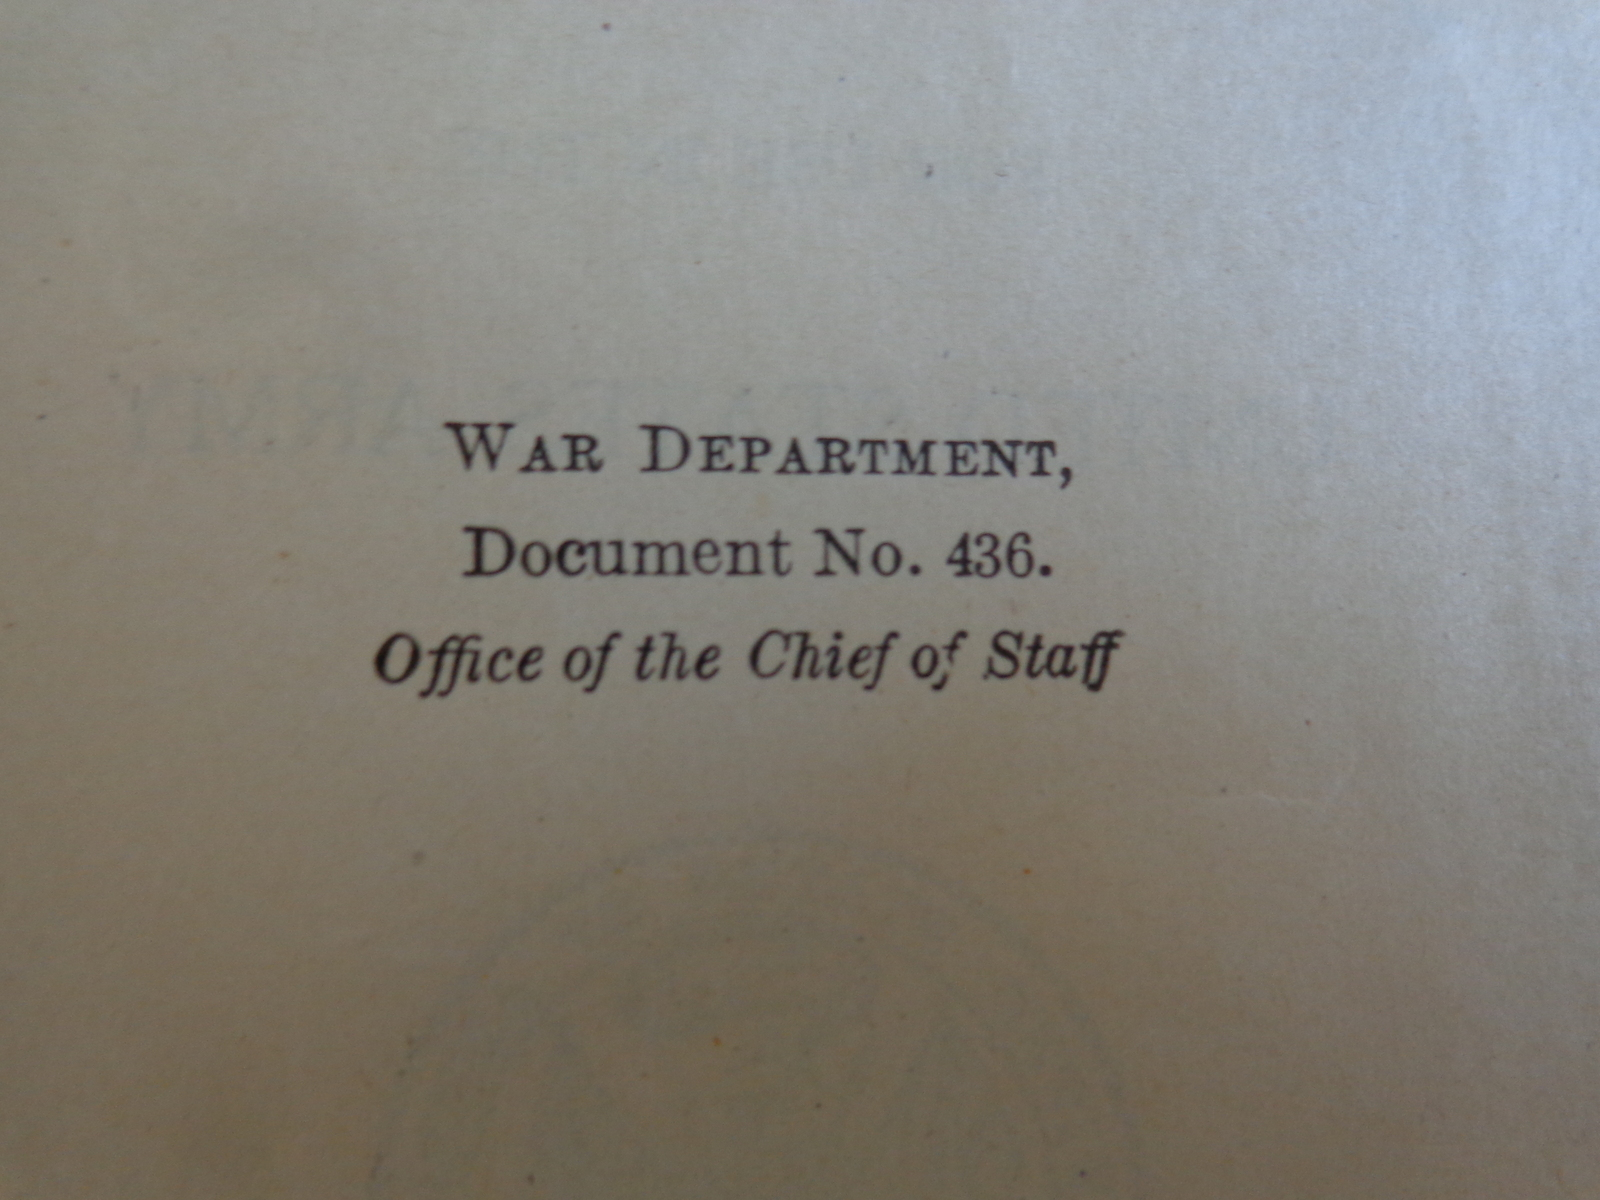 WAR DEPARTMENT,
Document No. 436.
Office of the Chief of Staff